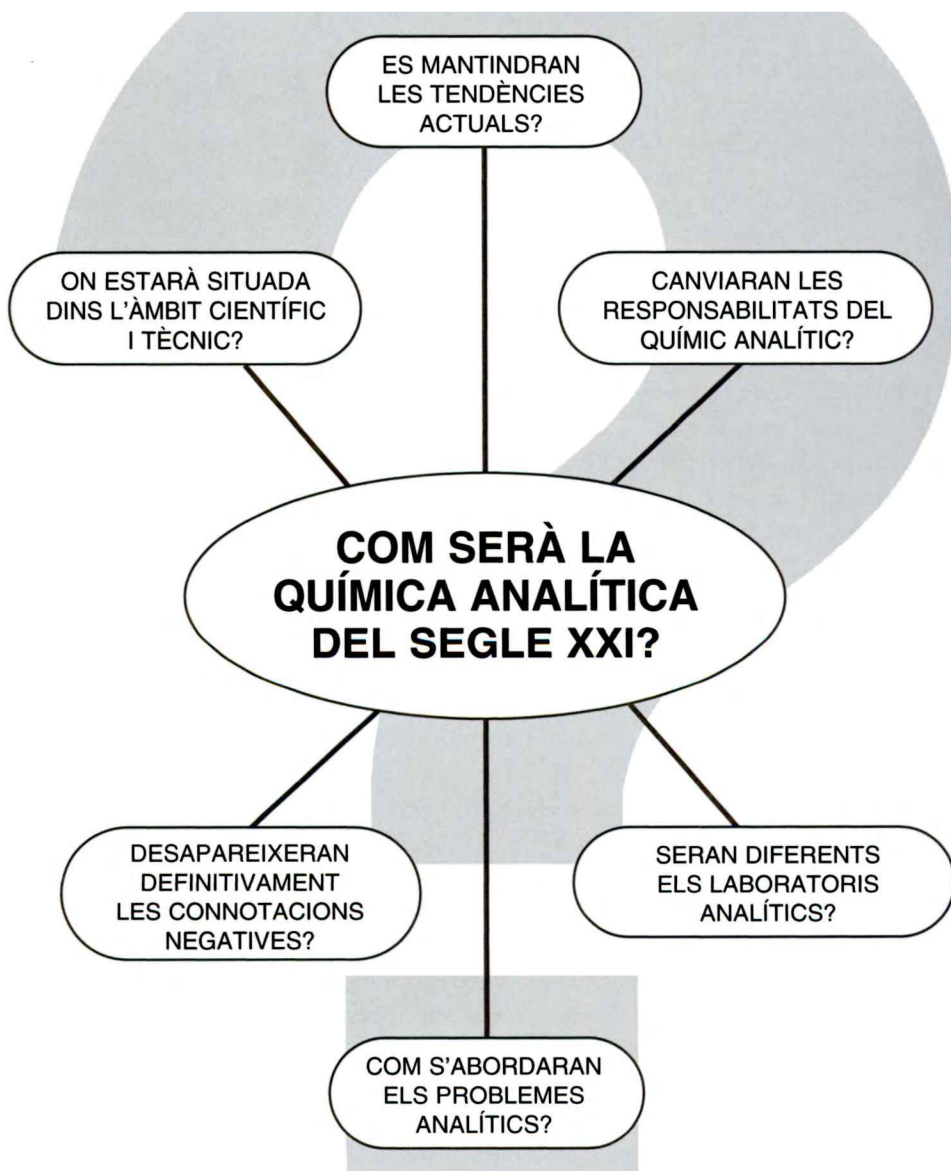 ES MANTINDRAN
LES TENDÈNCIES
ACTUALS?
ON ESTARÀ SITUADA
DINS L'ÀMBIT CIENTÍFIC
I TÈCNIC?
CANVIARAN LES
RESPONSABILITATS DEL
QUÍMIC ANALÍTIC?
COM SERÀ LA
QUÍMICA ANALÍTICA
DEL SEGLE XXI?
DESAPAREIXERAN
DEFINITIVAMENT
LES CONNOTACIONS
NEGATIVES?
SERAN DIFERENTS
ELS LABORATORIS
ANALÍTICS?
COM S'ABORDARAN
ELS PROBLEMES
ANALÍTICS?